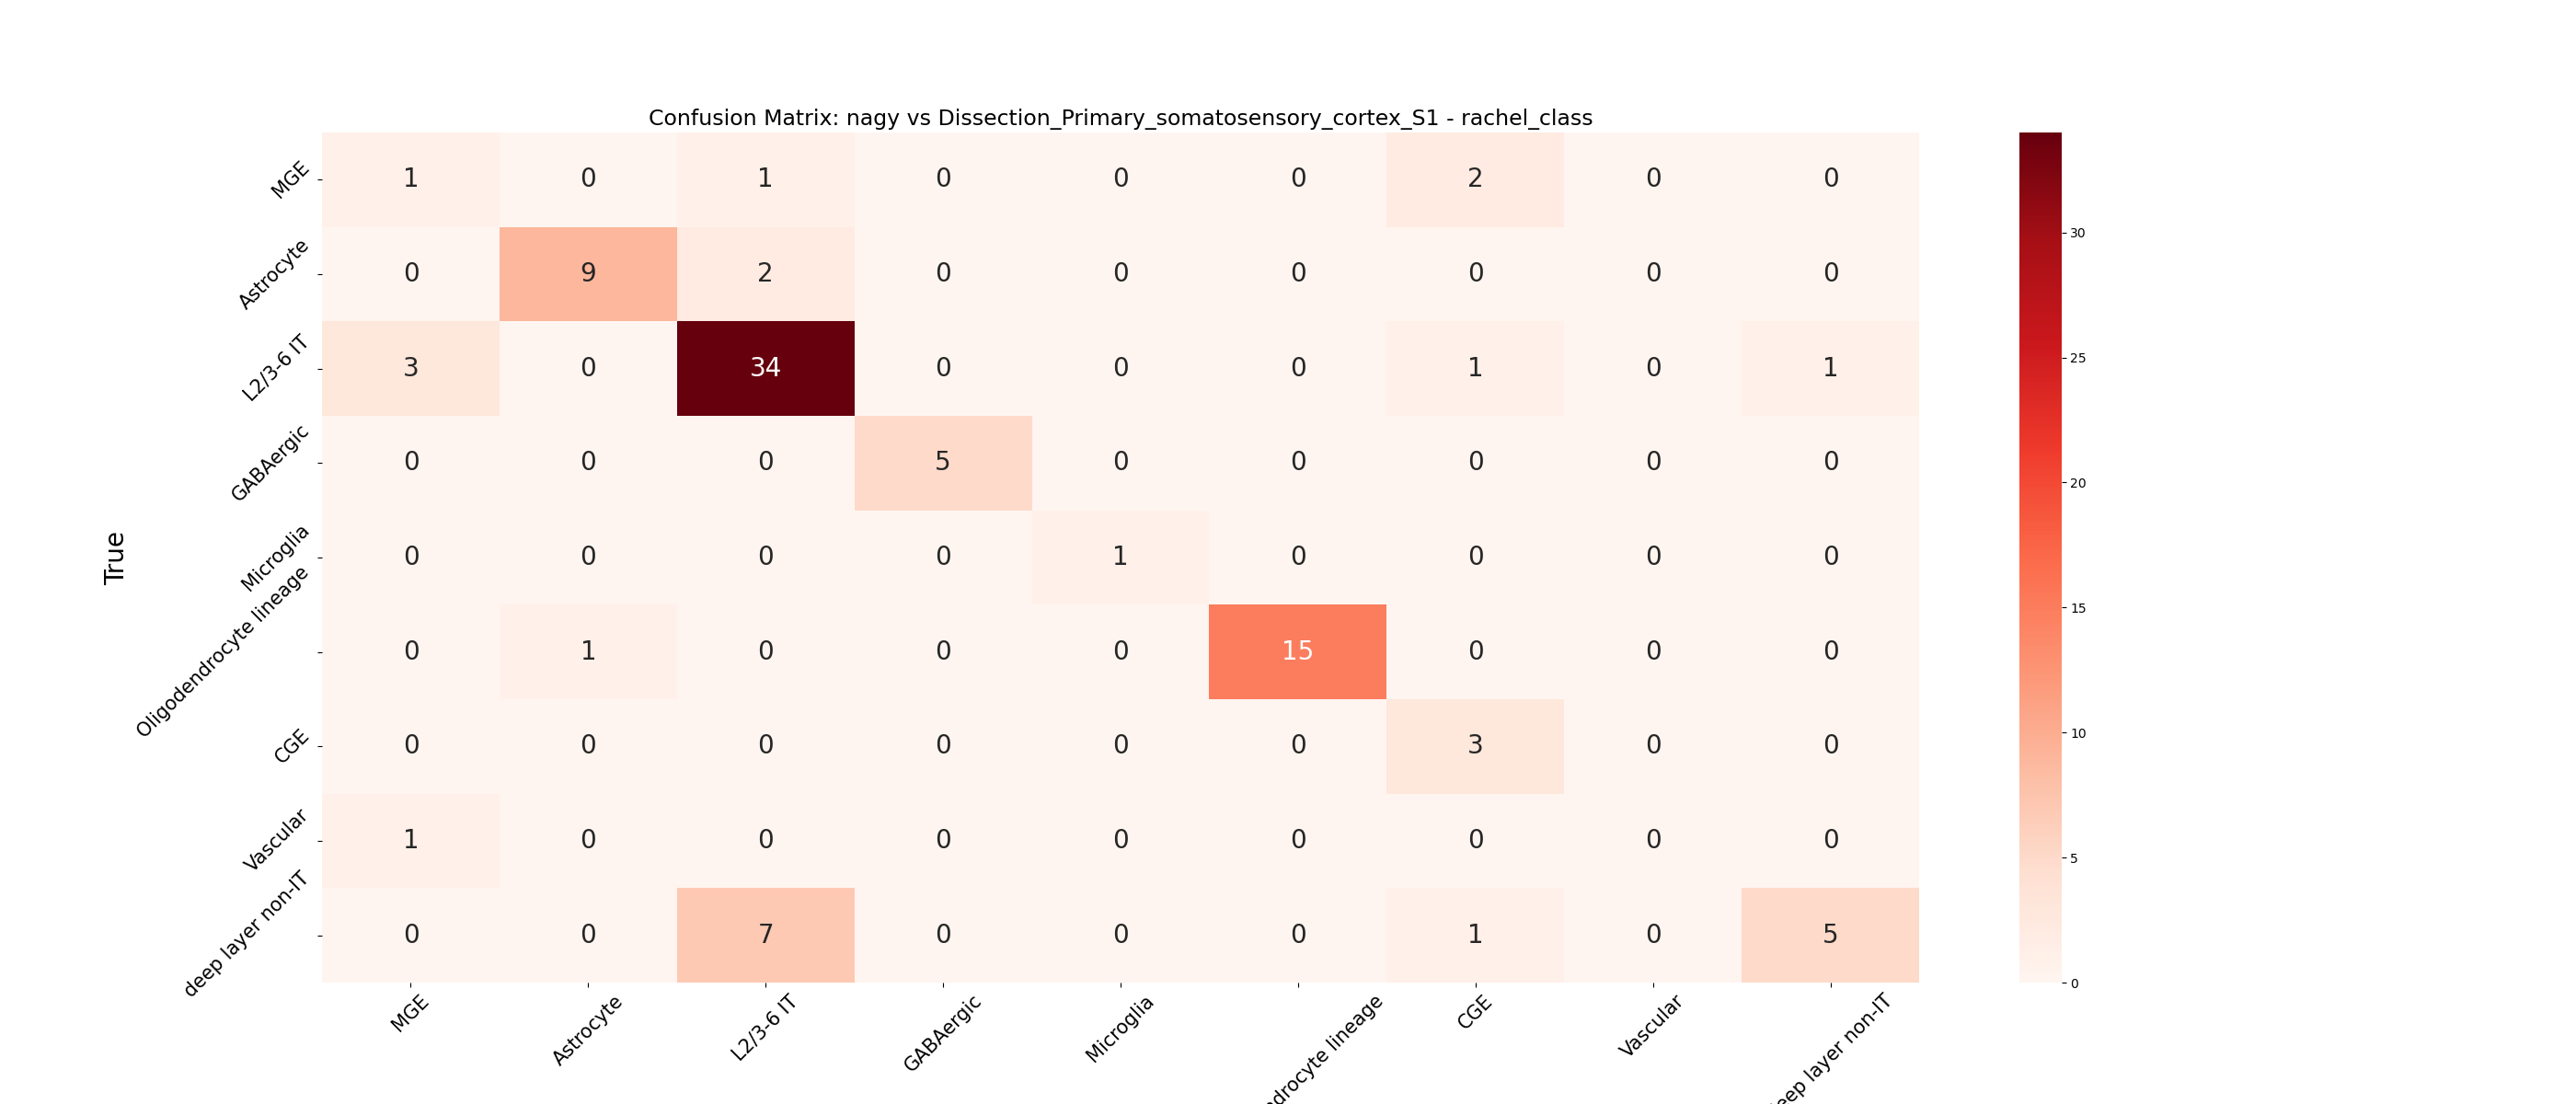 Confusion Matrix: nagy vs Dissection_Primary_somatosensory_cortex_S1 - rachel_class
True
MGE 1 0 1 0 0 0 2 0 0
Astrocyte 0 9 2 0 0 0 0 0 0
L2/3-6 IT 3 0 34 0 0 0 1 0 1
GABAergic 0 0 0 5 0 0 0 0 0
Microglia 0 0 0 0 1 0 0 0 0
Oligodendrocyte lineage 0 1 0 0 0 15 0 0 0
CGE 0 0 0 0 0 0 3 0 0
Vascular 1 0 0 0 0 0 0 0 0
deep layer non-IT 0 0 7 0 0 0 1 0 5
MGE Astrocyte L2/3-6 IT GABAergic Microglia ndrocyte lineage CGE Vascular eep layer non-IT
30
25
20
15
10
5
0